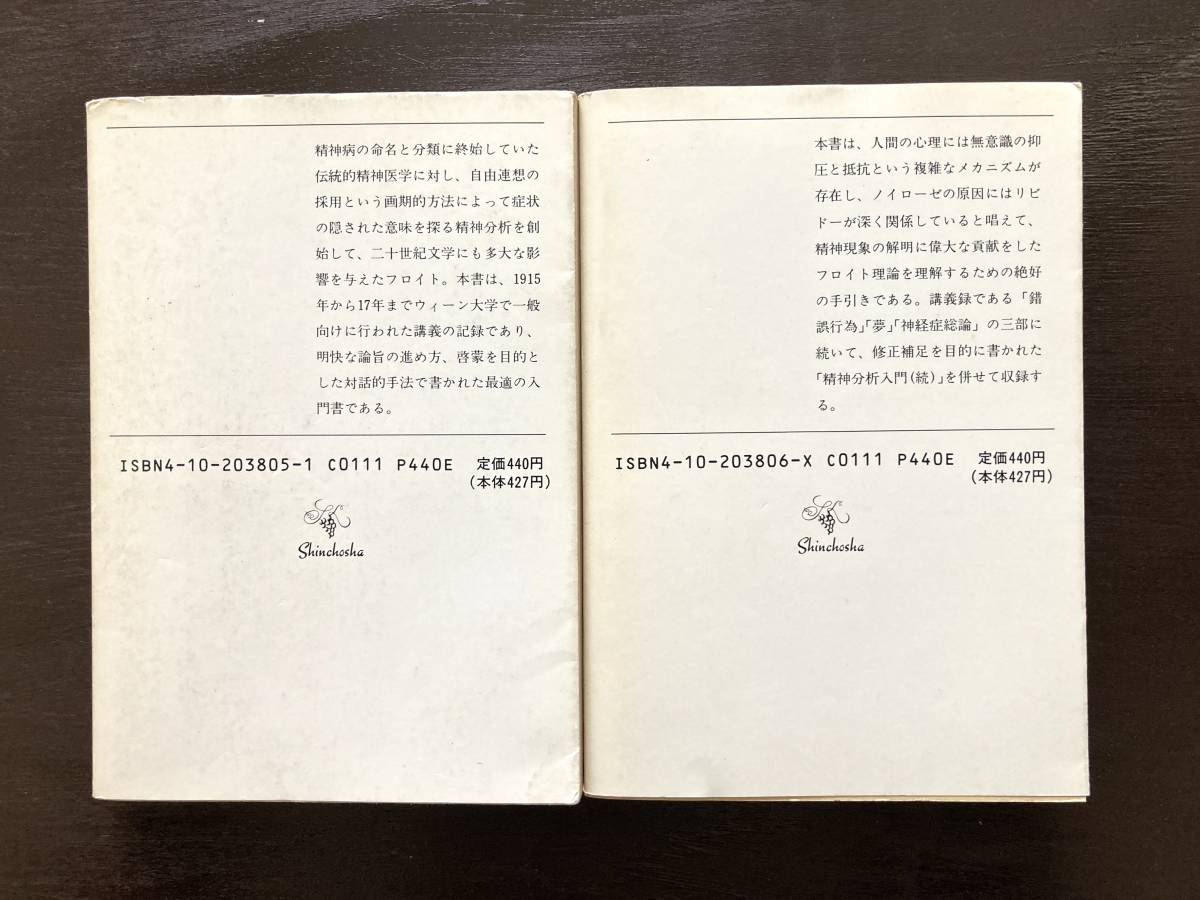 精神病の命名と分類に終始していた
伝統的精神医学に対し、自由連想の
採用という画期的方法によって症状
の隠された意味を探る精神分析を創
始して、二十世紀文学にも多大な影
響を与えたフロイト。本書は、1915
年から17年までウィーン大学で一般
向けに行われた講義の記録であり、
明快な論旨の進め方、啓蒙を目的と
した対話的手法で書かれた最適の入
門書である。
ISBN4-10-203805-1 C0111 P440E 定価440円
(本体427円)
Shinchosha
本書は、人間の心理には無意識の抑
圧と抵抗という複雑なメカニズムが
存在し、ノイローゼの原因にはリビ
ドーが深く関係していると唱えて、
精神現象の解明に偉大な貢献をした
フロイト理論を理解するための絶好
の手引きである。講義録である「錯
誤行為」「夢」「神経症総論」の三部に
続いて、修正補足を目的に書かれた
「精神分析入門(続)」を併せて収録す
る。
ISBN4-10-203806-X C0111 P440E 定価440円
(本体427円)
Shinchosha